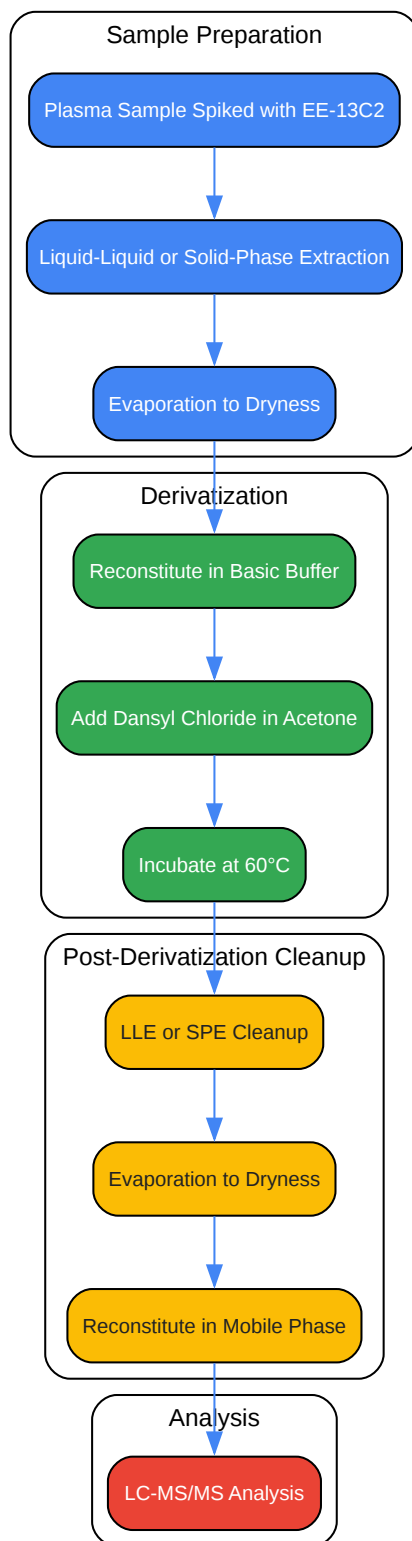 Sample Preparation
Plasma Sample Spiked with EE-13C2
Liquid-Liquid or Solid-Phase Extraction
Evaporation to Dryness
Derivatization
Reconstitute in Basic Buffer
Add Dansyl Chloride in Acetone
Incubate at 60°C
Post-Derivatization Cleanup
LLE or SPE Cleanup
Evaporation to Dryness
Reconstitute in Mobile Phase
Analysis
LC-MS/MS Analysis